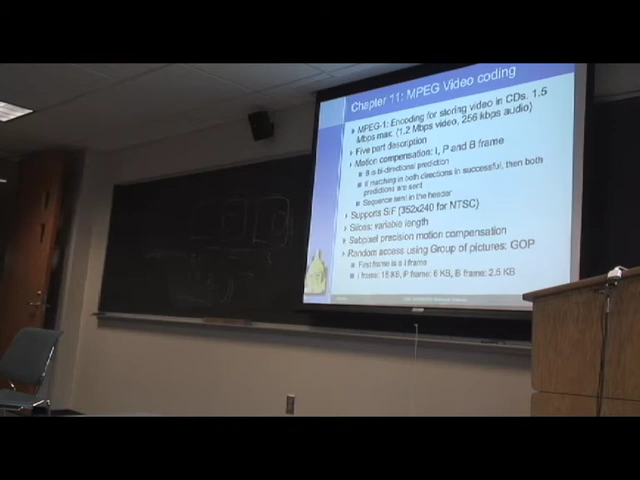 Chapter 11: MPEG Video coding
MPEG-1: Encoding for storing video in CDs. 1.5
Mbps max (1.2 Mbps video, 256 kbps audio)
Five part description
Motion compensation: I, P and B frame
B is bi-directional prediction
If matching in both directions in successful, then both
predictions are sent
Sequence sent in the header
Supports SIF (352x240 for NTSC)
Slices: variable length
Subpixel precision motion compensation
Random access using Group of pictures: GOP
First frame is a I frame
I frame: 15 KB, P frame: 6 KB, B frame: 2.5 KB